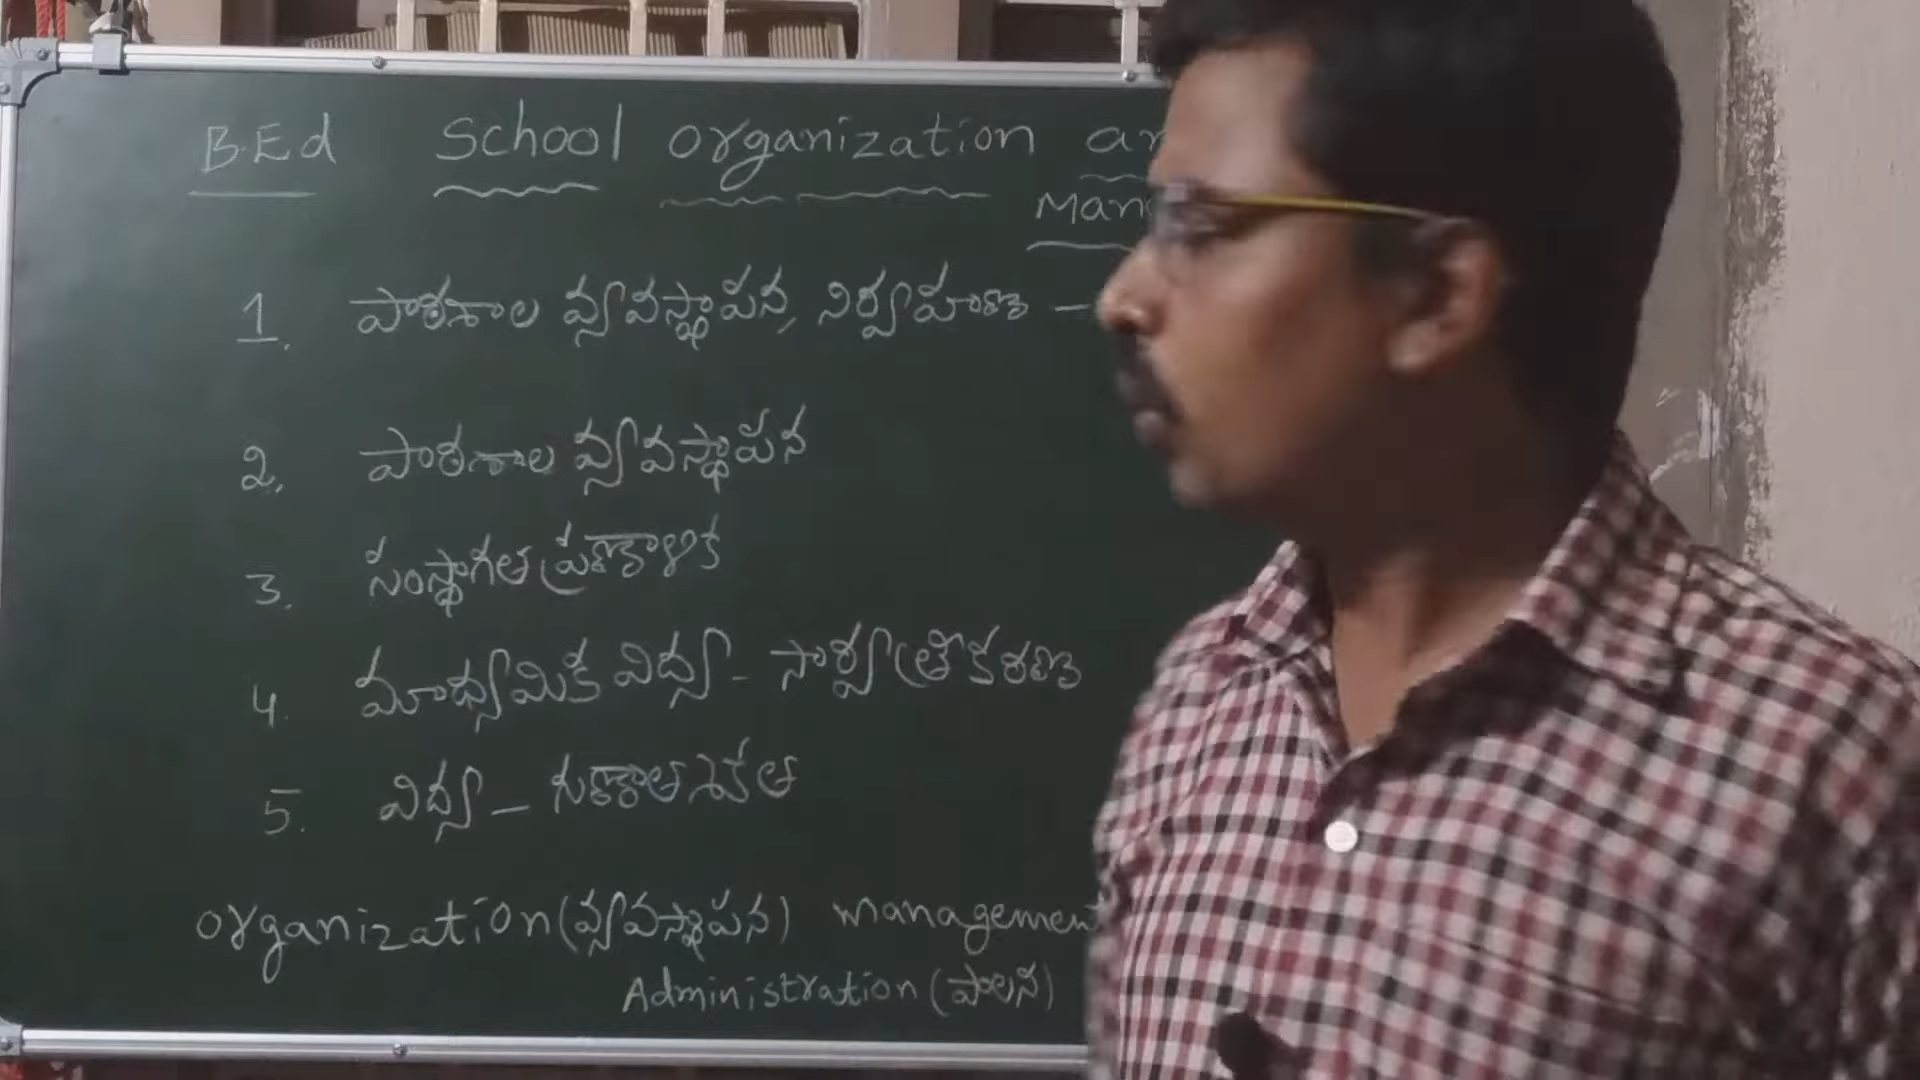 B.Ed School organization
1. పాఠశాల వ్యవస్థాపన, నిర్వహణ –
2. పాఠశాల వ్యవస్థాపన
3. సంస్థాగత ప్రణాళిక
4. మాధ్యమిక విద్య - సార్వత్రికరణ
5. విద్య –
organization (వ్యవస్థాపన) management
Administration (పాలన)